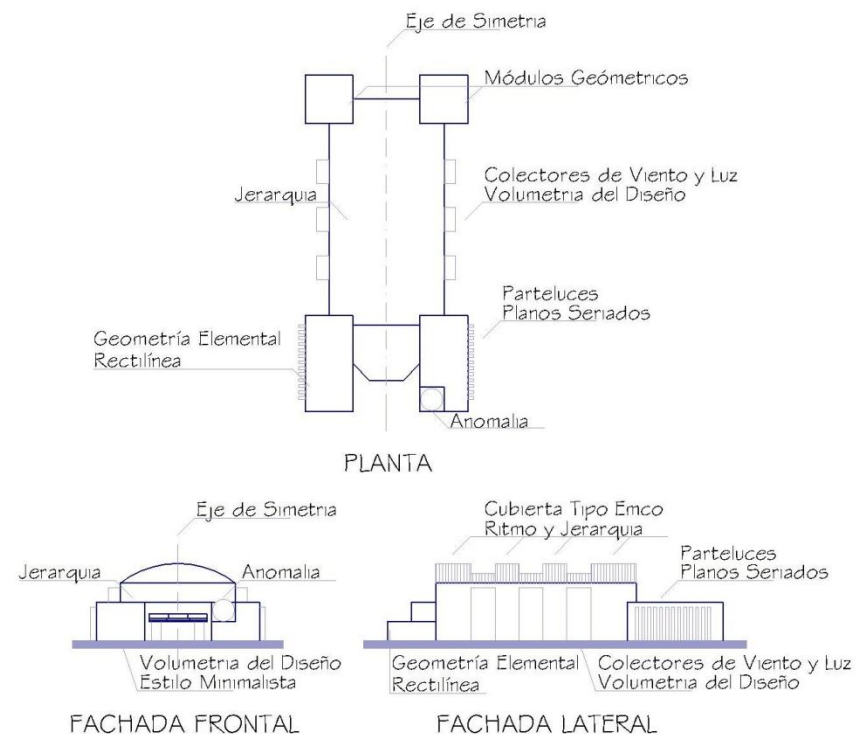 Eje de Simetria
Módulos Geómetricos
Colectores de Viento y Luz
Volumetria del Diseño
Jerarquia
Parteluces
Planos Seriados
Geometría Elemental
Rectilínea
Anomalia
PLANTA
Eje de Simetria
Jerarquia
Anomalia
Volumetria del Diseño
Estilo Minimalista
FACHADA FRONTAL
Cubierta Tipo Emco
Ritmo y Jerarquia
Parteluces
Planos Seriados
Geometría Elemental
Rectilínea
Colectores de Viento y Luz
Volumetria del Diseño
FACHADA LATERAL